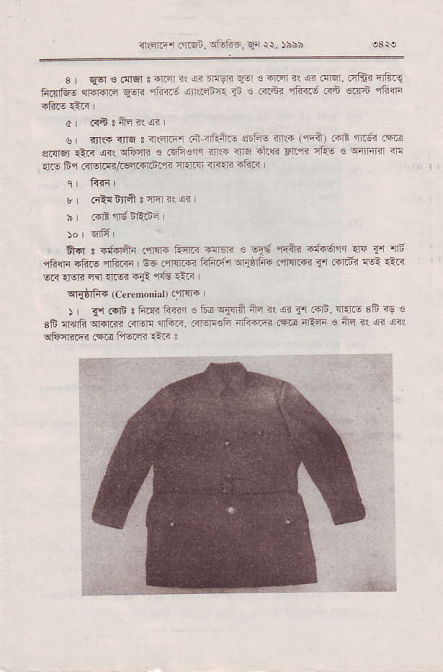 বাংলাদেশ গেজেট, অতিরিক্ত, জুন ২২, ১৯৯৯ ৩৪২৩
৪। জুতা ও মোজা ঃ কালো রং এর চামড়ার জুতা ও কালো রং এর মোজা, সেন্ট্রির দায়িত্বে
নিয়োজিত থাকাকালে জুতার পরিবর্তে এ্যাংলেটসহ বুট ও বেল্টের পরিবর্তে বেল্ট ওয়েস্ট পরিধান
করিতে হইবে।
৫। বেল্ট ঃ নীল রং এর।
৬। র‍্যাংক ব্যাজ ঃ বাংলাদেশ নৌ-বাহিনীতে প্রচলিত র‍্যাংক (পদবী) কোষ্ট গার্ডের ক্ষেত্রে
প্রযোজ্য হইবে এবং অফিসার ও জেসিওগণ র‍্যাংক ব্যাজ কাঁধের ফ্লাপের সহিত ও অন্যান্যরা বাম
হাতে টিপ বোতামের/ভেলকোটেপের সাহায্যে ব্যবহার করিবে।
৭। বিরন।
৮। নেইম ট্যালী ঃ সাদা রং এর।
৯। কোষ্ট গার্ড টাইটেল।
১০। জার্সি।
টীকা ঃ কর্মকালীন পোষাক হিসাবে কমান্ডার ও তদূর্দ্ধ পদবীর কর্মকর্তাগণ হাফ বুশ শার্ট
পরিধান করিতে পারিবেন। উক্ত পোষাকের বিনির্দেশ আনুষ্ঠানিক পোষাকের বুশ কোর্টের মতই হইবে
তবে হাতার লম্বা হাতের কনুই পর্যন্ত হইবে।
আনুষ্ঠানিক (Ceremonial) পোষাক।
১। বুশ কোট ঃ নিম্নের বিবরণ ও চিত্র অনুযায়ী নীল রং এর বুশ কোট, যাহাতে ৪টি বড় ও
৪টি মাঝারি আকারের বোতাম থাকিবে, বোতামগুলি নাবিকদের ক্ষেত্রে নাইলন ও নীল রং এর এবং
অফিসারদের ক্ষেত্রে পিতলের হইবে ঃ